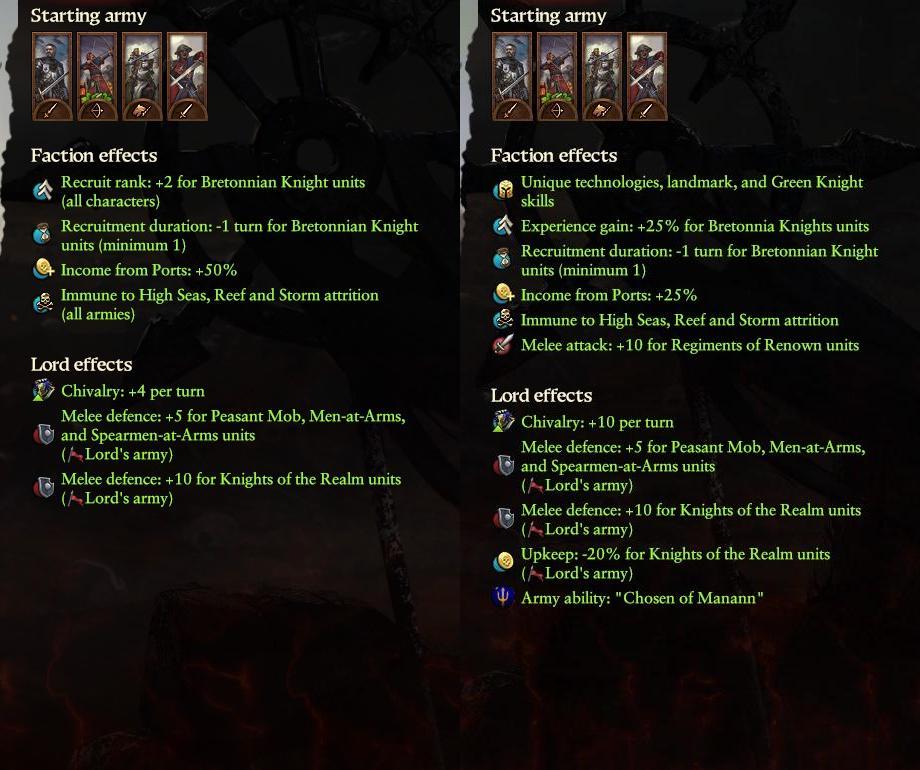 Starting army
Faction effects
Recruit rank: +2 for Bretonnian Knight units
(all characters)
Recruitment duration: -1 turn for Bretonnian Knight
units (minimum 1)
Income from Ports: +50%
Immune to High Seas, Reef and Storm attrition
(all armies)
Lord effects
Chivalry: +4 per turn
Melee defence: +5 for Peasant Mob, Men-at-Arms,
and Spearmen-at-Arms units
(Lord's army)
Melee defence: +10 for Knights of the Realm units
(Lord's army)
Starting army
Faction effects
Unique technologies, landmark, and Green Knight
skills
Experience gain: +25% for Bretonnia Knights units
Recruitment duration: -1 turn for Bretonnian Knight
units (minimum 1)
Income from Ports: +25%
Immune to High Seas, Reef and Storm attrition
Melee attack: +10 for Regiments of Renown units
Lord effects
Chivalry: +10 per turn
Melee defence: +5 for Peasant Mob, Men-at-Arms,
and Spearmen-at-Arms units
(Lord's army)
Melee defence: +10 for Knights of the Realm units
(Lord's army)
Upkeep: -20% for Knights of the Realm units
(Lord's army)
Army ability: "Chosen of Manann"